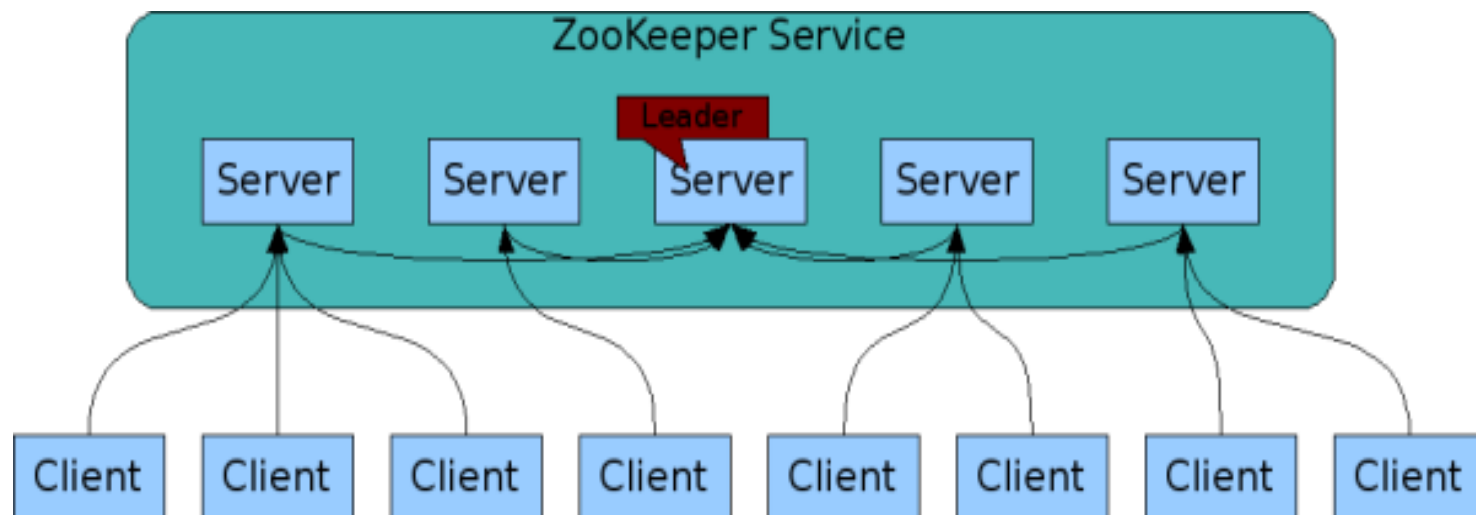 ZooKeeper Service
Leader
Server Server Server Server Server
Client Client Client Client Client Client Client Client